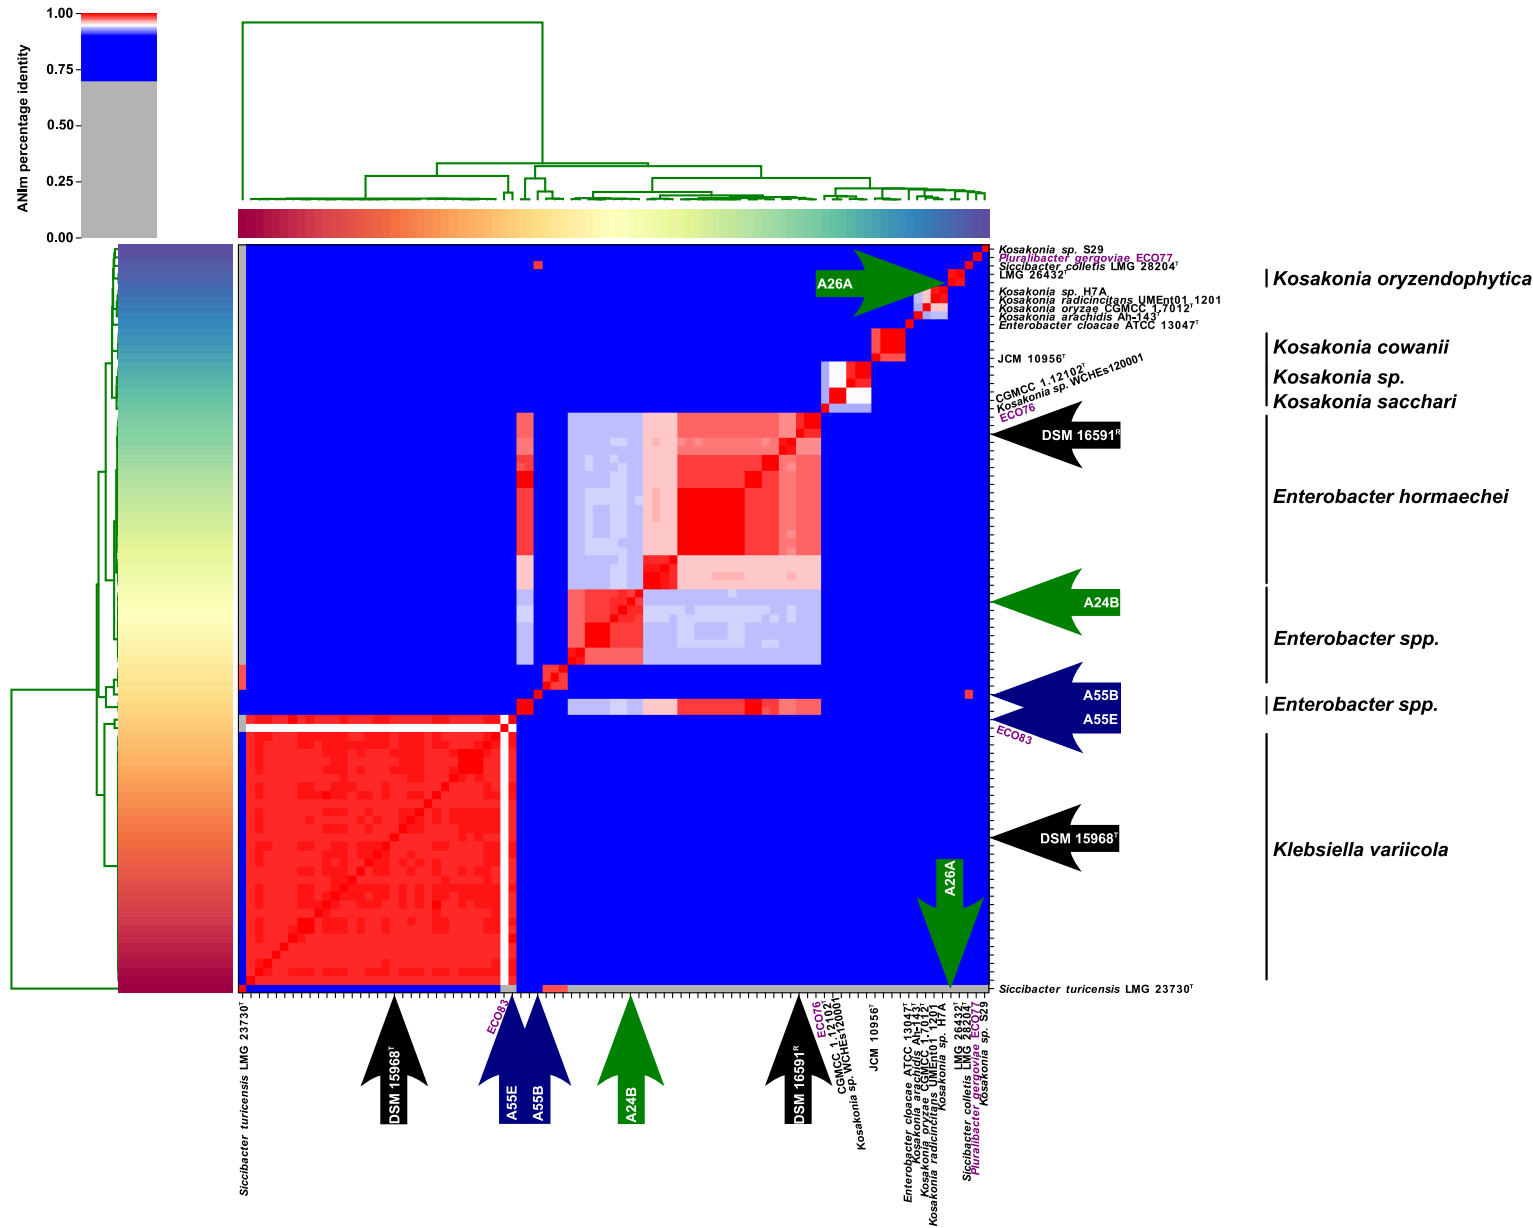 ANIm percentage identity
1.00
0.75
0.50
0.25
0.00
Kosakonia sp. S29
Pluralibacter gergoviae ECO77
Siccibacter colletis LMG 28204ᵀ
LMG 26432ᵀ
Kosakonia sp. H7A
Kosakonia radicincitans UMEnt01_1201
Kosakonia oryzae CGMCC 1.7012ᵀ
Kosakonia arachidis Ah-143ᵀ
Enterobacter cloacae ATCC 13047ᵀ
JCM 10956ᵀ
CGMCC 1.12102ᵀ
Kosakonia sp. WCHEs120001
ECO76
A26A
DSM 16591ᴿ
A24B
A55B
A55E
ECO83
DSM 15968ᵀ
A26A
Siccibacter turicensis LMG 23730ᵀ
Kosakonia oryzendophytica
Kosakonia cowanii
Kosakonia sp.
Kosakonia sacchari
Enterobacter hormaechei
Enterobacter spp.
Enterobacter spp.
Klebsiella variicola
Siccibacter turicensis LMG 23730ᵀ
DSM 15968ᵀ
ECO83
A55E
A55B
A24B
DSM 16591ᴿ
ECO76
CGMCC 1.12102ᵀ
Kosakonia sp. WCHEs120001
JCM 10956ᵀ
Enterobacter cloacae ATCC 13047ᵀ
Kosakonia arachidis Ah-143ᵀ
Kosakonia oryzae CGMCC 1.7012ᵀ
Kosakonia radicincitans UMEnt01_1201
Kosakonia sp. H7A
LMG 26432ᵀ
Siccibacter colletis LMG 28204ᵀ
Pluralibacter gergoviae ECO77
Kosakonia sp. S29